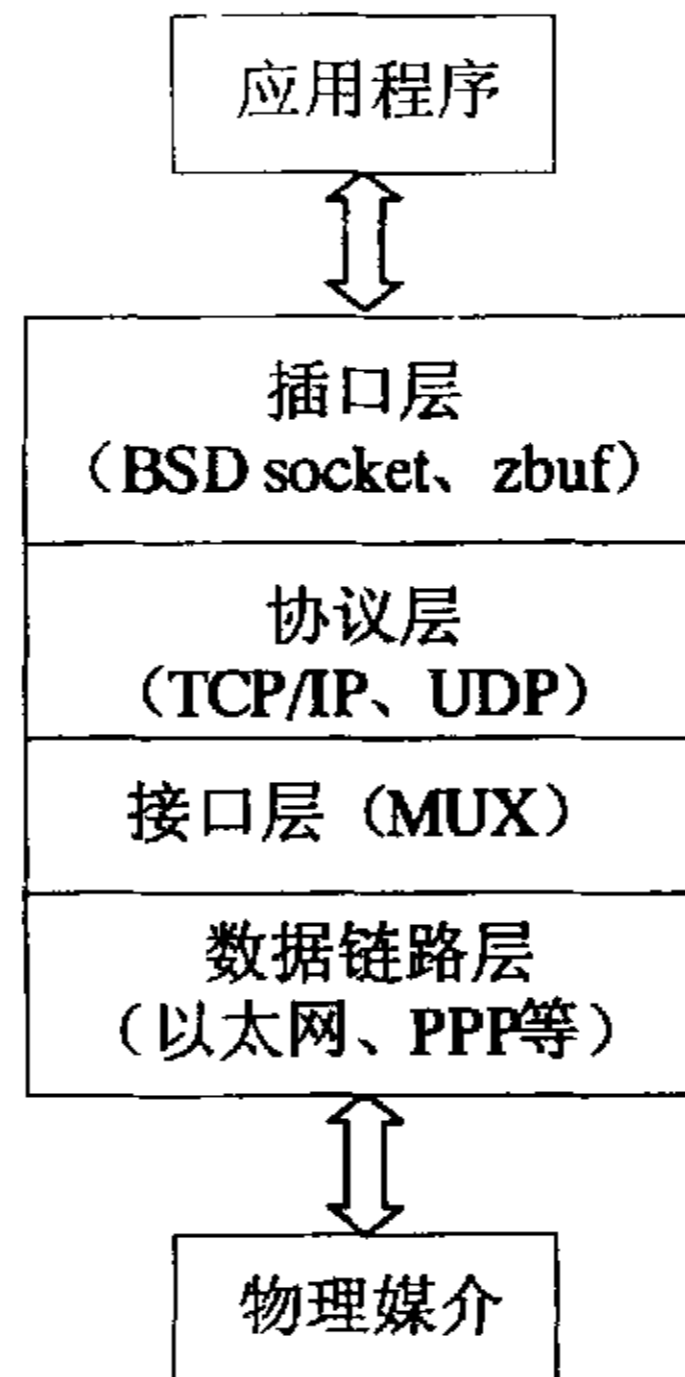 应用程序
插口层
（BSD socket、zbuf）
协议层
（TCP/IP、UDP）
接口层（MUX）
数据链路层
（以太网、PPP等）
物理媒介